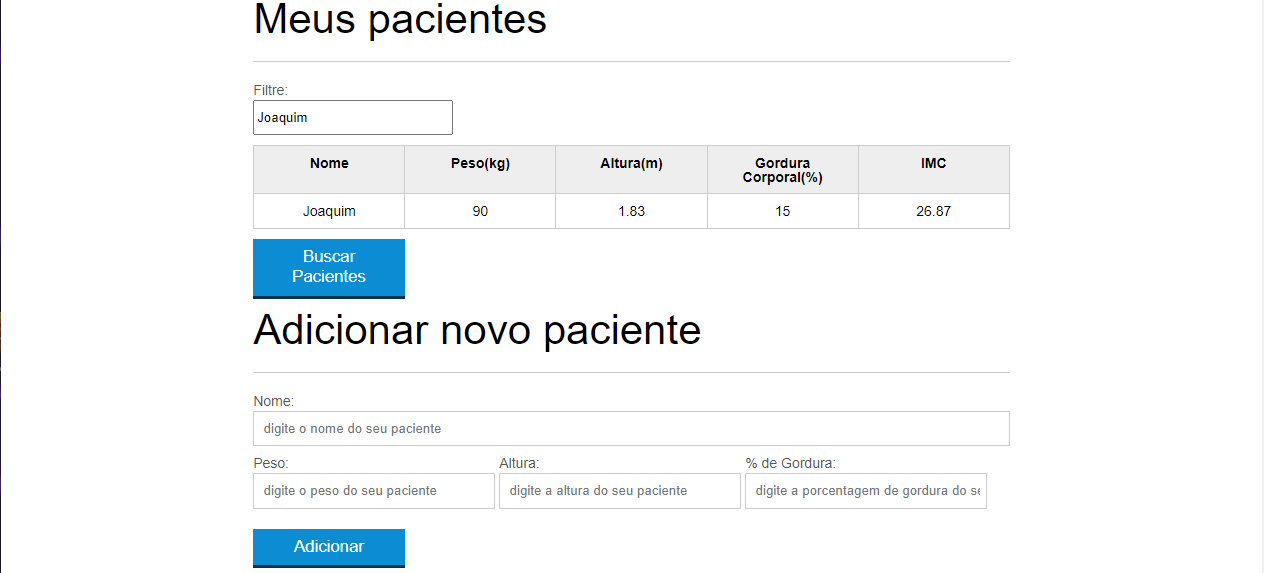 Meus pacientes
Filtre:
Joaquim
Nome Peso(kg) Altura(m) Gordura Corporal(%) IMC
Joaquim 90 1.83 15 26.87
Buscar
Pacientes
Adicionar novo paciente
Nome:
digite o nome do seu paciente
Peso: Altura: % de Gordura:
digite o peso do seu paciente digite a altura do seu paciente digite a porcentagem de gordura do se
Adicionar